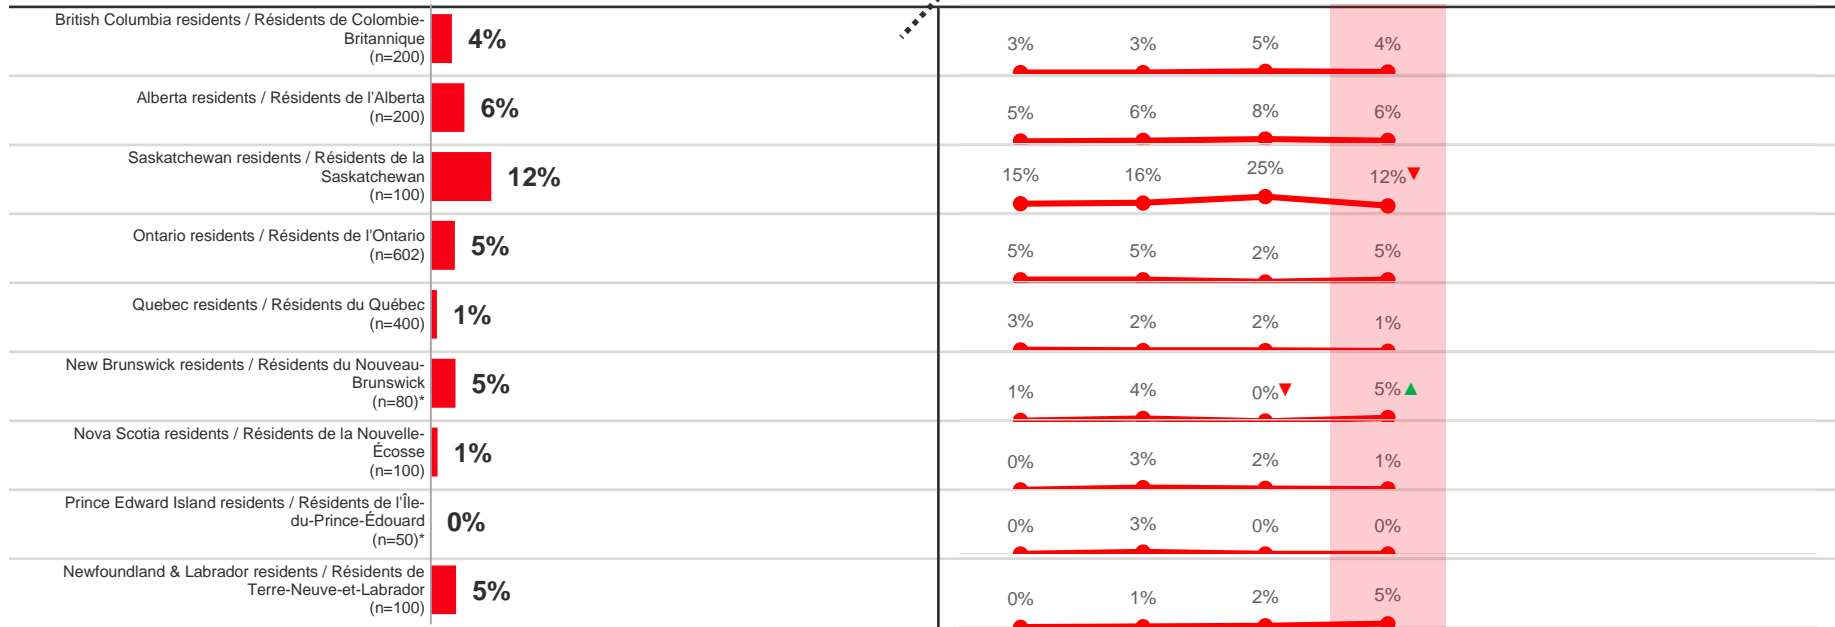 British Columbia residents / Résidents de Colombie-
Britannique
(n=200)
4%
3% 3% 5% 4%
Alberta residents / Résidents de l'Alberta
(n=200)
6%
5% 6% 8% 6%
Saskatchewan residents / Résidents de la
Saskatchewan
(n=100)
12%
15% 16% 25% 12%▼
Ontario residents / Résidents de l'Ontario
(n=602)
5%
5% 5% 2% 5%
Quebec residents / Résidents du Québec
(n=400)
1%
3% 2% 2% 1%
New Brunswick residents / Résidents du Nouveau-
Brunswick
(n=80)*
5%
1% 4% 0%▼ 5%▲
Nova Scotia residents / Résidents de la Nouvelle-
Écosse
(n=100)
1%
0% 3% 2% 1%
Prince Edward Island residents / Résidents de l'Île-
du-Prince-Édouard
(n=50)*
0%
0% 3% 0% 0%
Newfoundland & Labrador residents / Résidents de
Terre-Neuve-et-Labrador
(n=100)
5%
0% 1% 2% 5%